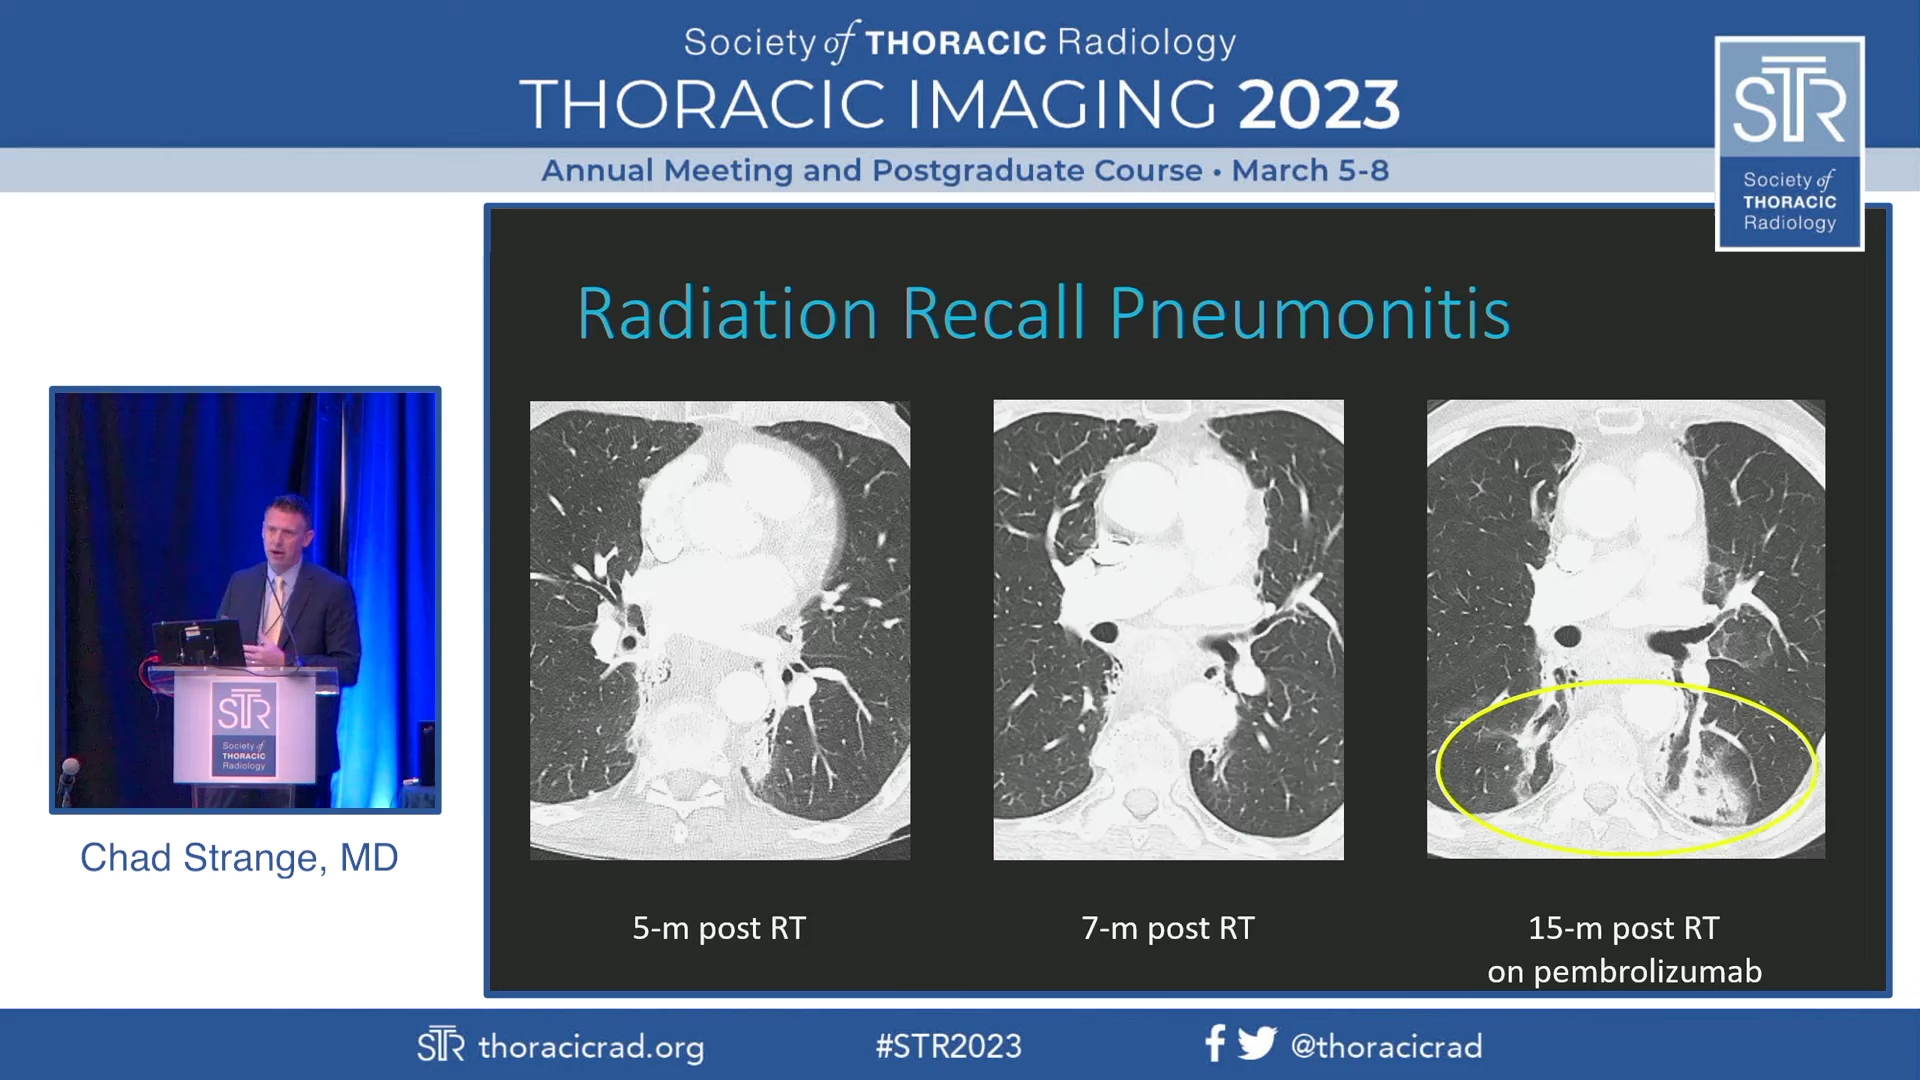 Society of THORACIC Radiology
THORACIC IMAGING 2023
Annual Meeting and Postgraduate Course • March 5-8
STR
Society of
THORACIC
Radiology
Radiation Recall Pneumonitis
STR
Society of
THORACIC
Radiology
Chad Strange, MD
5-m post RT
7-m post RT
15-m post RT
on pembrolizumab
STR thoracicrad.org
#STR2023
@thoracicrad